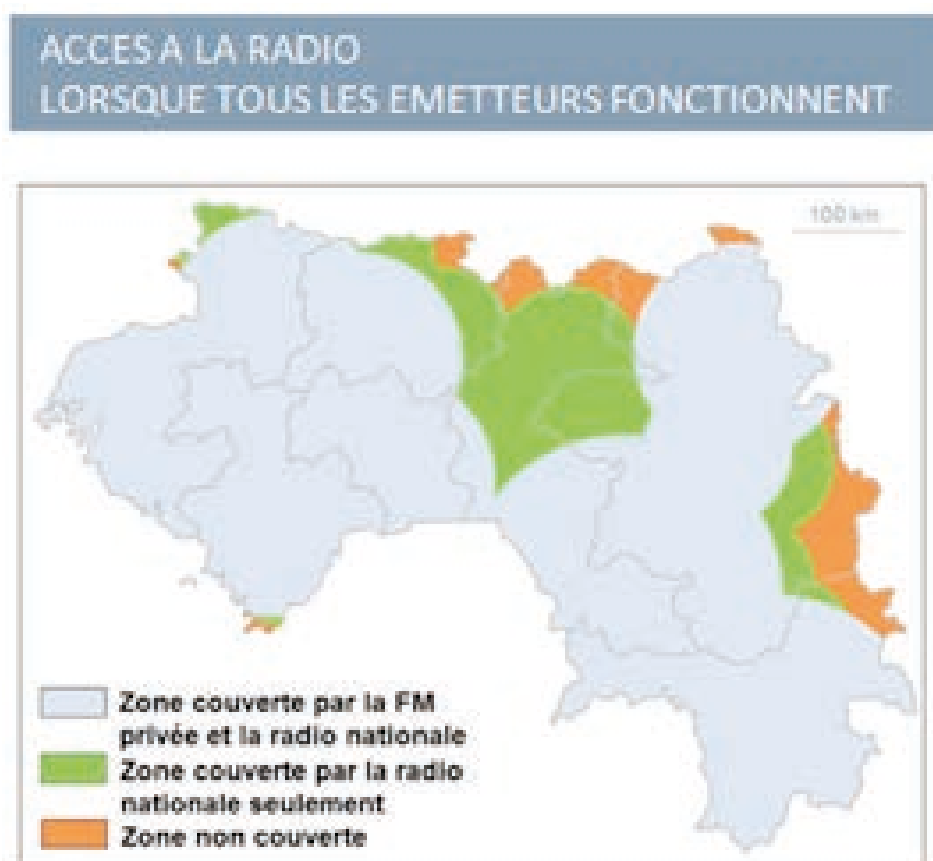 ACCES A LA RADIO
LORSQUE TOUS LES EMETTEURS FONCTIONNENT
100 km
Zone couverte par la FM
privée et la radio nationale
Zone couverte par la radio
nationale seulement
Zone non couverte